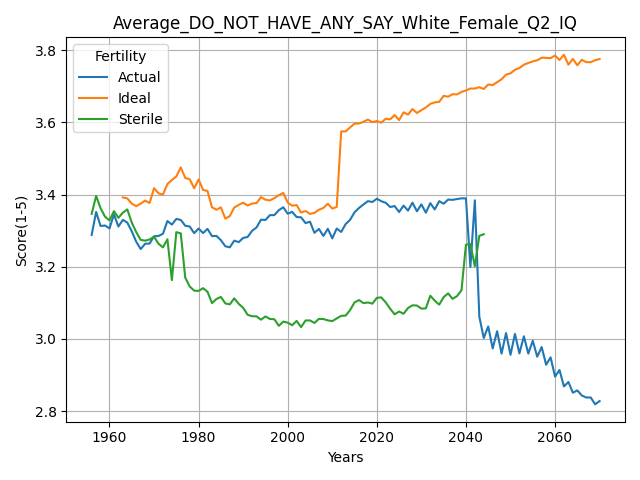 Average_DO_NOT_HAVE_ANY_SAY_White_Female_Q2_IQ
Fertility
Actual
Ideal
Sterile
Score(1-5)
3.8
3.6
3.4
3.2
3.0
2.8
1960
1980
2000
2020
2040
2060
Years